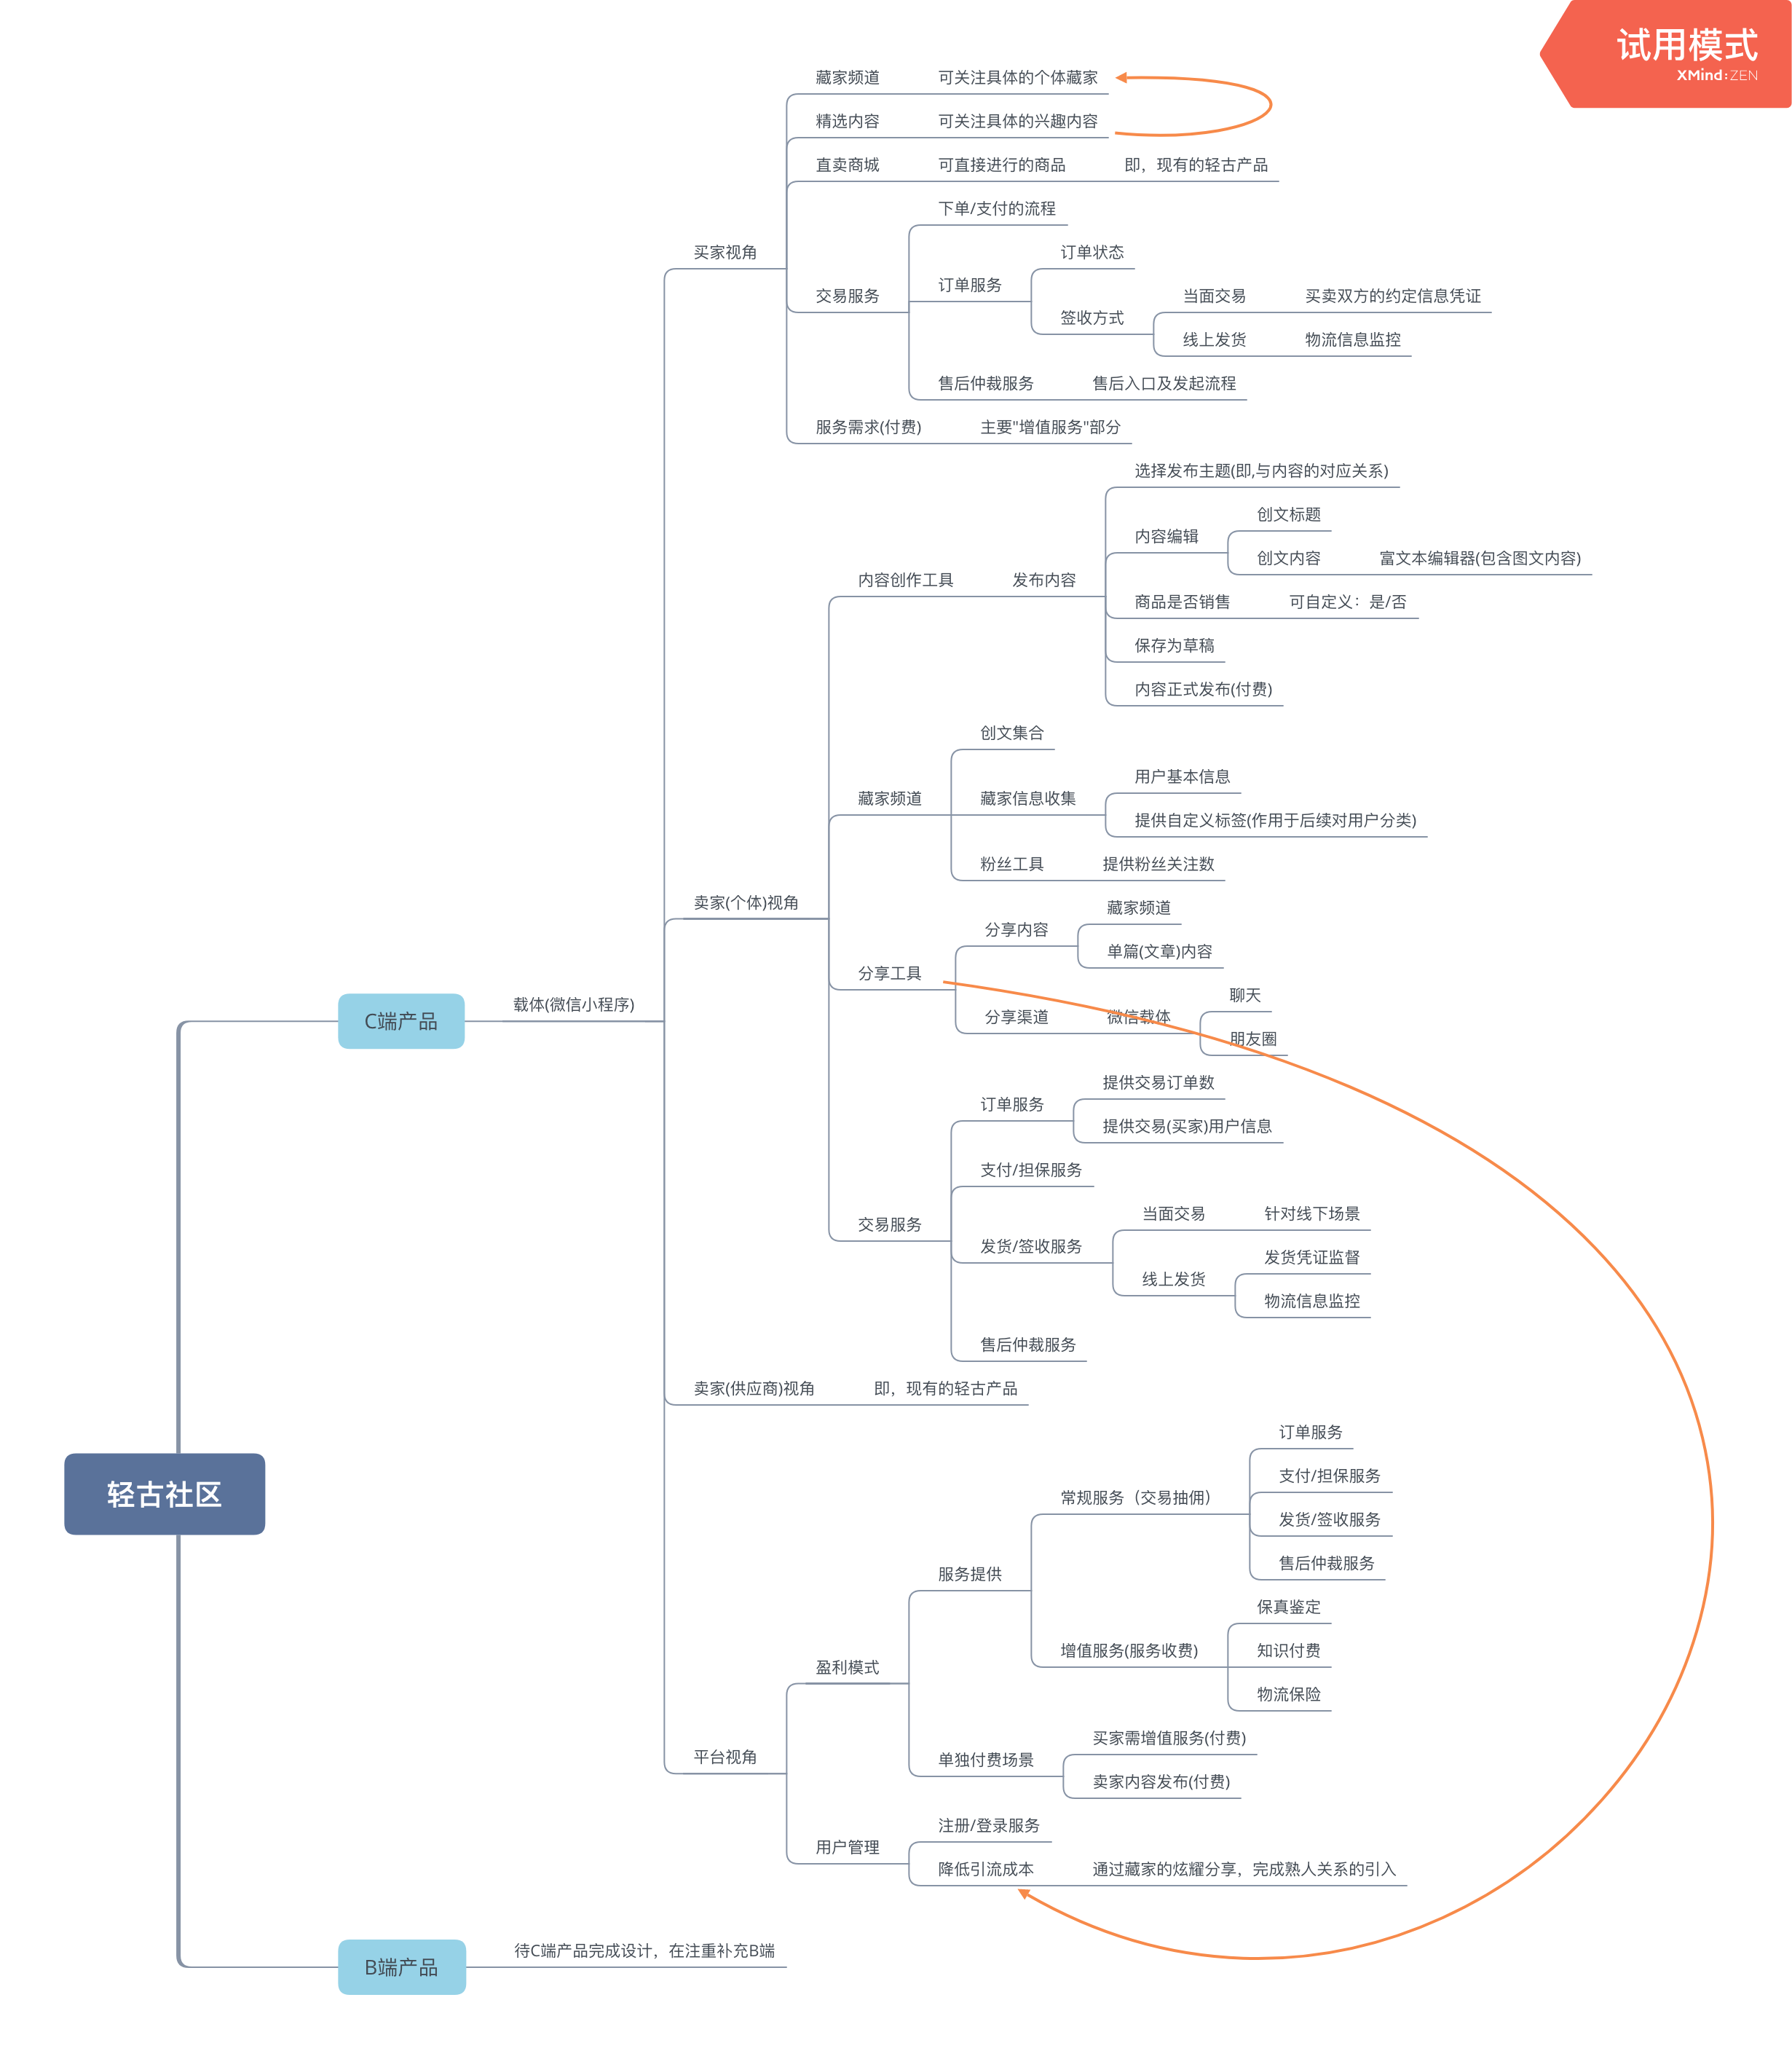 试用模式
XMind:ZEN
藏家频道
可关注具体的个体藏家
精选内容
可关注具体的兴趣内容
直卖商城
可直接进行的商品
即，现有的轻古产品
下单/支付的流程
买家视角
订单状态
订单服务
交易服务
当面交易
买卖双方的约定信息凭证
签收方式
线上发货
物流信息监控
售后仲裁服务
售后入口及发起流程
服务需求(付费)
主要"增值服务"部分
选择发布主题(即,与内容的对应关系)
创文标题
内容编辑
创文内容
富文本编辑器(包含图文内容)
内容创作工具
发布内容
商品是否销售
可自定义：是/否
保存为草稿
内容正式发布(付费)
创文集合
用户基本信息
藏家频道
藏家信息收集
提供自定义标签(作用于后续对用户分类)
粉丝工具
提供粉丝关注数
卖家(个体)视角
藏家频道
分享内容
单篇(文章)内容
分享工具
聊天
分享渠道
微信载体
朋友圈
C端产品
载体(微信小程序)
提供交易订单数
订单服务
提供交易(买家)用户信息
支付/担保服务
当面交易
针对线下场景
交易服务
发货/签收服务
发货凭证监督
线上发货
物流信息监控
售后仲裁服务
卖家(供应商)视角
即，现有的轻古产品
订单服务
支付/担保服务
轻古社区
常规服务（交易抽佣）
发货/签收服务
售后仲裁服务
服务提供
保真鉴定
增值服务(服务收费)
知识付费
盈利模式
物流保险
买家需增值服务(付费)
平台视角
单独付费场景
卖家内容发布(付费)
注册/登录服务
用户管理
降低引流成本
通过藏家的炫耀分享，完成熟人关系的引入
B端产品
待C端产品完成设计，在注重补充B端